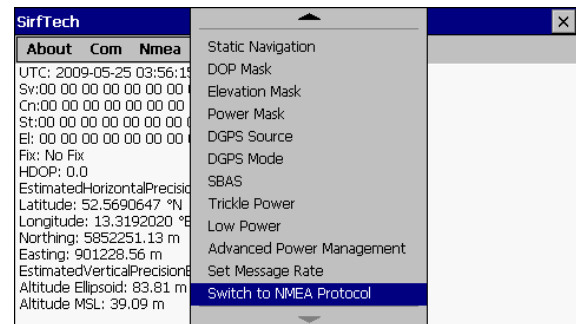 SirfTech
About Com Nmea
UTC: 2009-05-25 03:56:15
Sv:00 00 00 00 00 00 00
Cn:00 00 00 00 00 00 00
St:00 00 00 00 00 00 00
El: 00 00 00 00 00 00 00
Fix: No Fix
HDOP: 0.0
EstimatedHorizontalPrecisio
Latitude: 52.5690647 °N
Longitude: 13.3192020 °E
Northing: 5852251.13 m
Easting: 901228.56 m
EstimatedVerticalPrecisionE
Altitude Ellipsoid: 83.81 m
Altitude MSL: 39.09 m
Static Navigation
DOP Mask
Elevation Mask
Power Mask
DGPS Source
DGPS Mode
SBAS
Trickle Power
Low Power
Advanced Power Management
Set Message Rate
Switch to NMEA Protocol